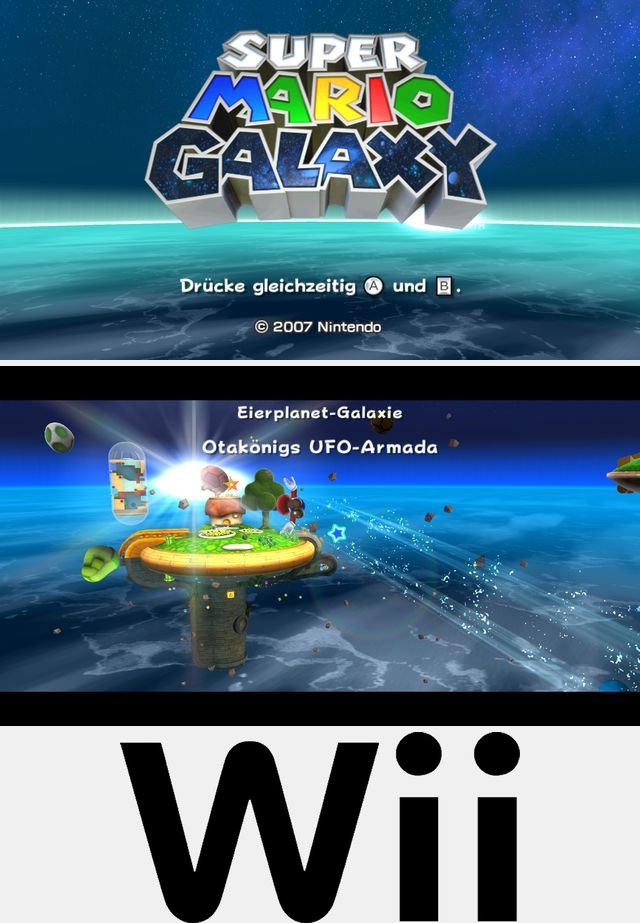 SUPER
MARIO
GALAXY
Drücke gleichzeitig A und B.
© 2007 Nintendo
Eierplanet-Galaxie
Otakönigs UFO-Armada
Wii